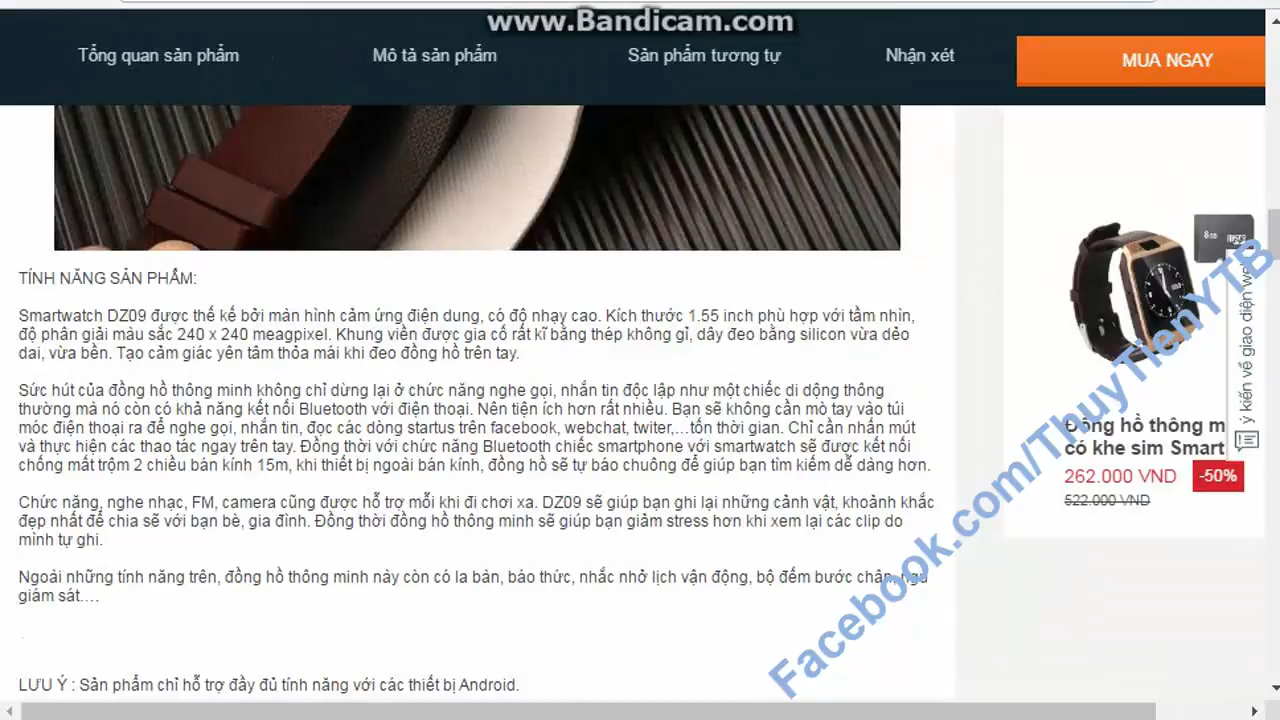 www.Bandicam.com
Tổng quan sản phẩm
Mô tả sản phẩm
Sản phẩm tương tự
Nhận xét
MUA NGAY
TÍNH NĂNG SẢN PHẨM:
Smartwatch DZ09 được thế kế bởi màn hình cảm ứng điện dung, có độ nhạy cao. Kích thước 1.55 inch phù hợp với tầm nhìn,
độ phân giải màu sắc 240 x 240 meagpixel. Khung viền được gia cố rất kĩ bằng thép không gỉ, dây đeo bằng silicon vừa dẻo
dai, vừa bền. Tạo cảm giác yên tâm thỏa mái khi đeo đồng hồ trên tay.
Sức hút của đồng hồ thông minh không chỉ dừng lại ở chức năng nghe gọi, nhắn tin độc lập như một chiếc di dộng thông
thường mà nó còn có khả năng kết nối Bluetooth với điện thoại. Nên tiện ích hơn rất nhiều. Bạn sẽ không cần mò tay vào túi
móc điện thoại ra để nghe gọi, nhắn tin, đọc các dòng startus trên facebook, webchat, twiter,…tốn thời gian. Chỉ cần nhấn mút
và thực hiện các thao tác ngay trên tay. Đồng thời với chức năng Bluetooth chiếc smartphone với smartwatch sẽ được kết nối
chống mất trộm 2 chiều bán kính 15m, khi thiết bị ngoài bán kính, đồng hồ sẽ tự báo chuông để giúp bạn tìm kiếm dễ dàng hơn.
Chức năng, nghe nhạc, FM, camera cũng được hỗ trợ mỗi khi đi chơi xa. DZ09 sẽ giúp bạn ghi lại những cảnh vật, khoảnh khắc
đẹp nhất để chia sẽ với bạn bè, gia đình. Đồng thời đồng hồ thông minh sẽ giúp bạn giảm stress hơn khi xem lại các clip do
mình tự ghi.
Ngoài những tính năng trên, đồng hồ thông minh này còn có la bàn, báo thức, nhắc nhở lịch vận động, bộ đếm bước chân, ngủ
giám sát….
LƯU Ý : Sản phẩm chỉ hỗ trợ đầy đủ tính năng với các thiết bị Android.
8 GB microSD
Đồng hồ thông m
có khe sim Smart
262.000 VND
-50%
522.000 VND
ý kiến về giao diện we
Facebook.com/ThuyTienYTB